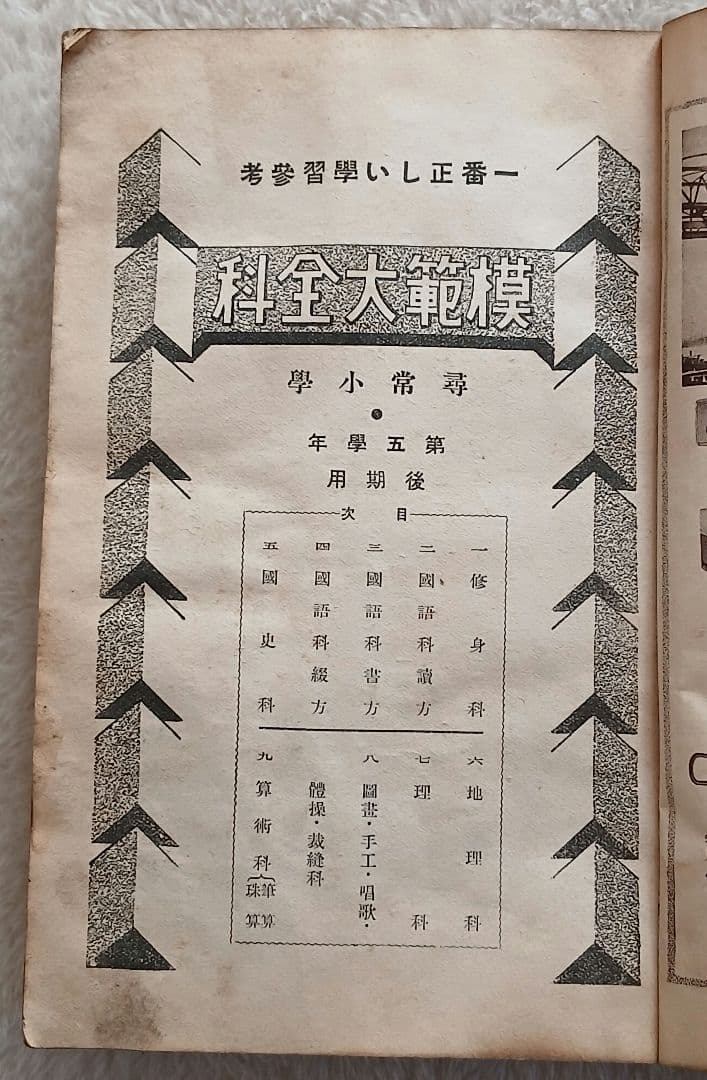 一番正しい學習參考
模範大全科
尋常小學
●
第五學年
後期用
目次
一 修身科
二 國語科讀方
三 國語科書方
四 國語科綴方
五 國史科
六 地理科
七 理科
八 圖畫・手工・唱歌・
體操・裁縫科
九 算術科{筆算
珠算